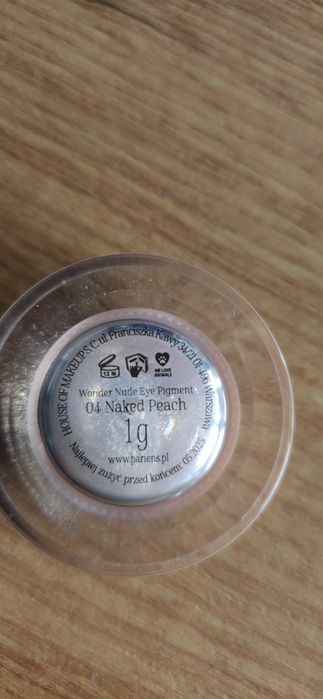 HOUSE OF MAKEUP S. C. ul. Franciszka Kawy 34/21 01-496 Warszawa
12 M
WE LOVE
ANIMALS
Wonder Nude Eye Pigment
04 Naked Peach
1g
www.pariens.pl
Najlepiej zużyć przed końcem: 05.2025